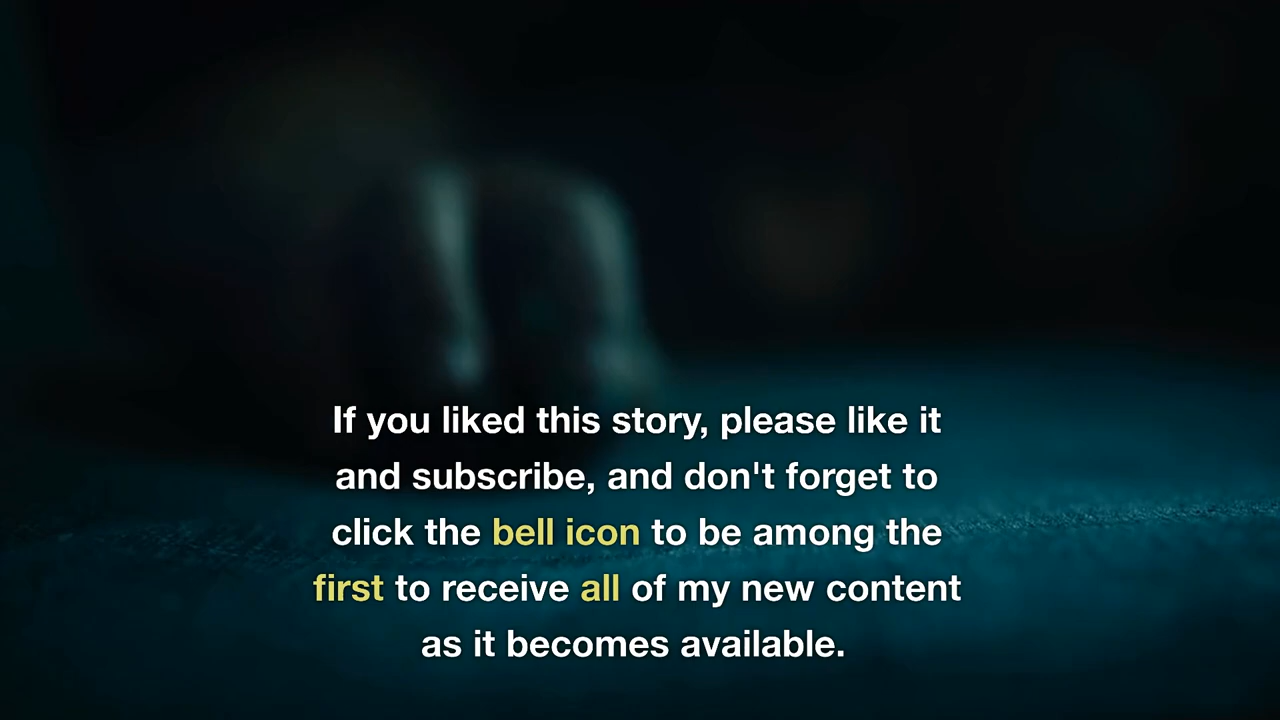 If you liked this story, please like it
and subscribe, and don't forget to
click the bell icon to be among the
first to receive all of my new content
as it becomes available.